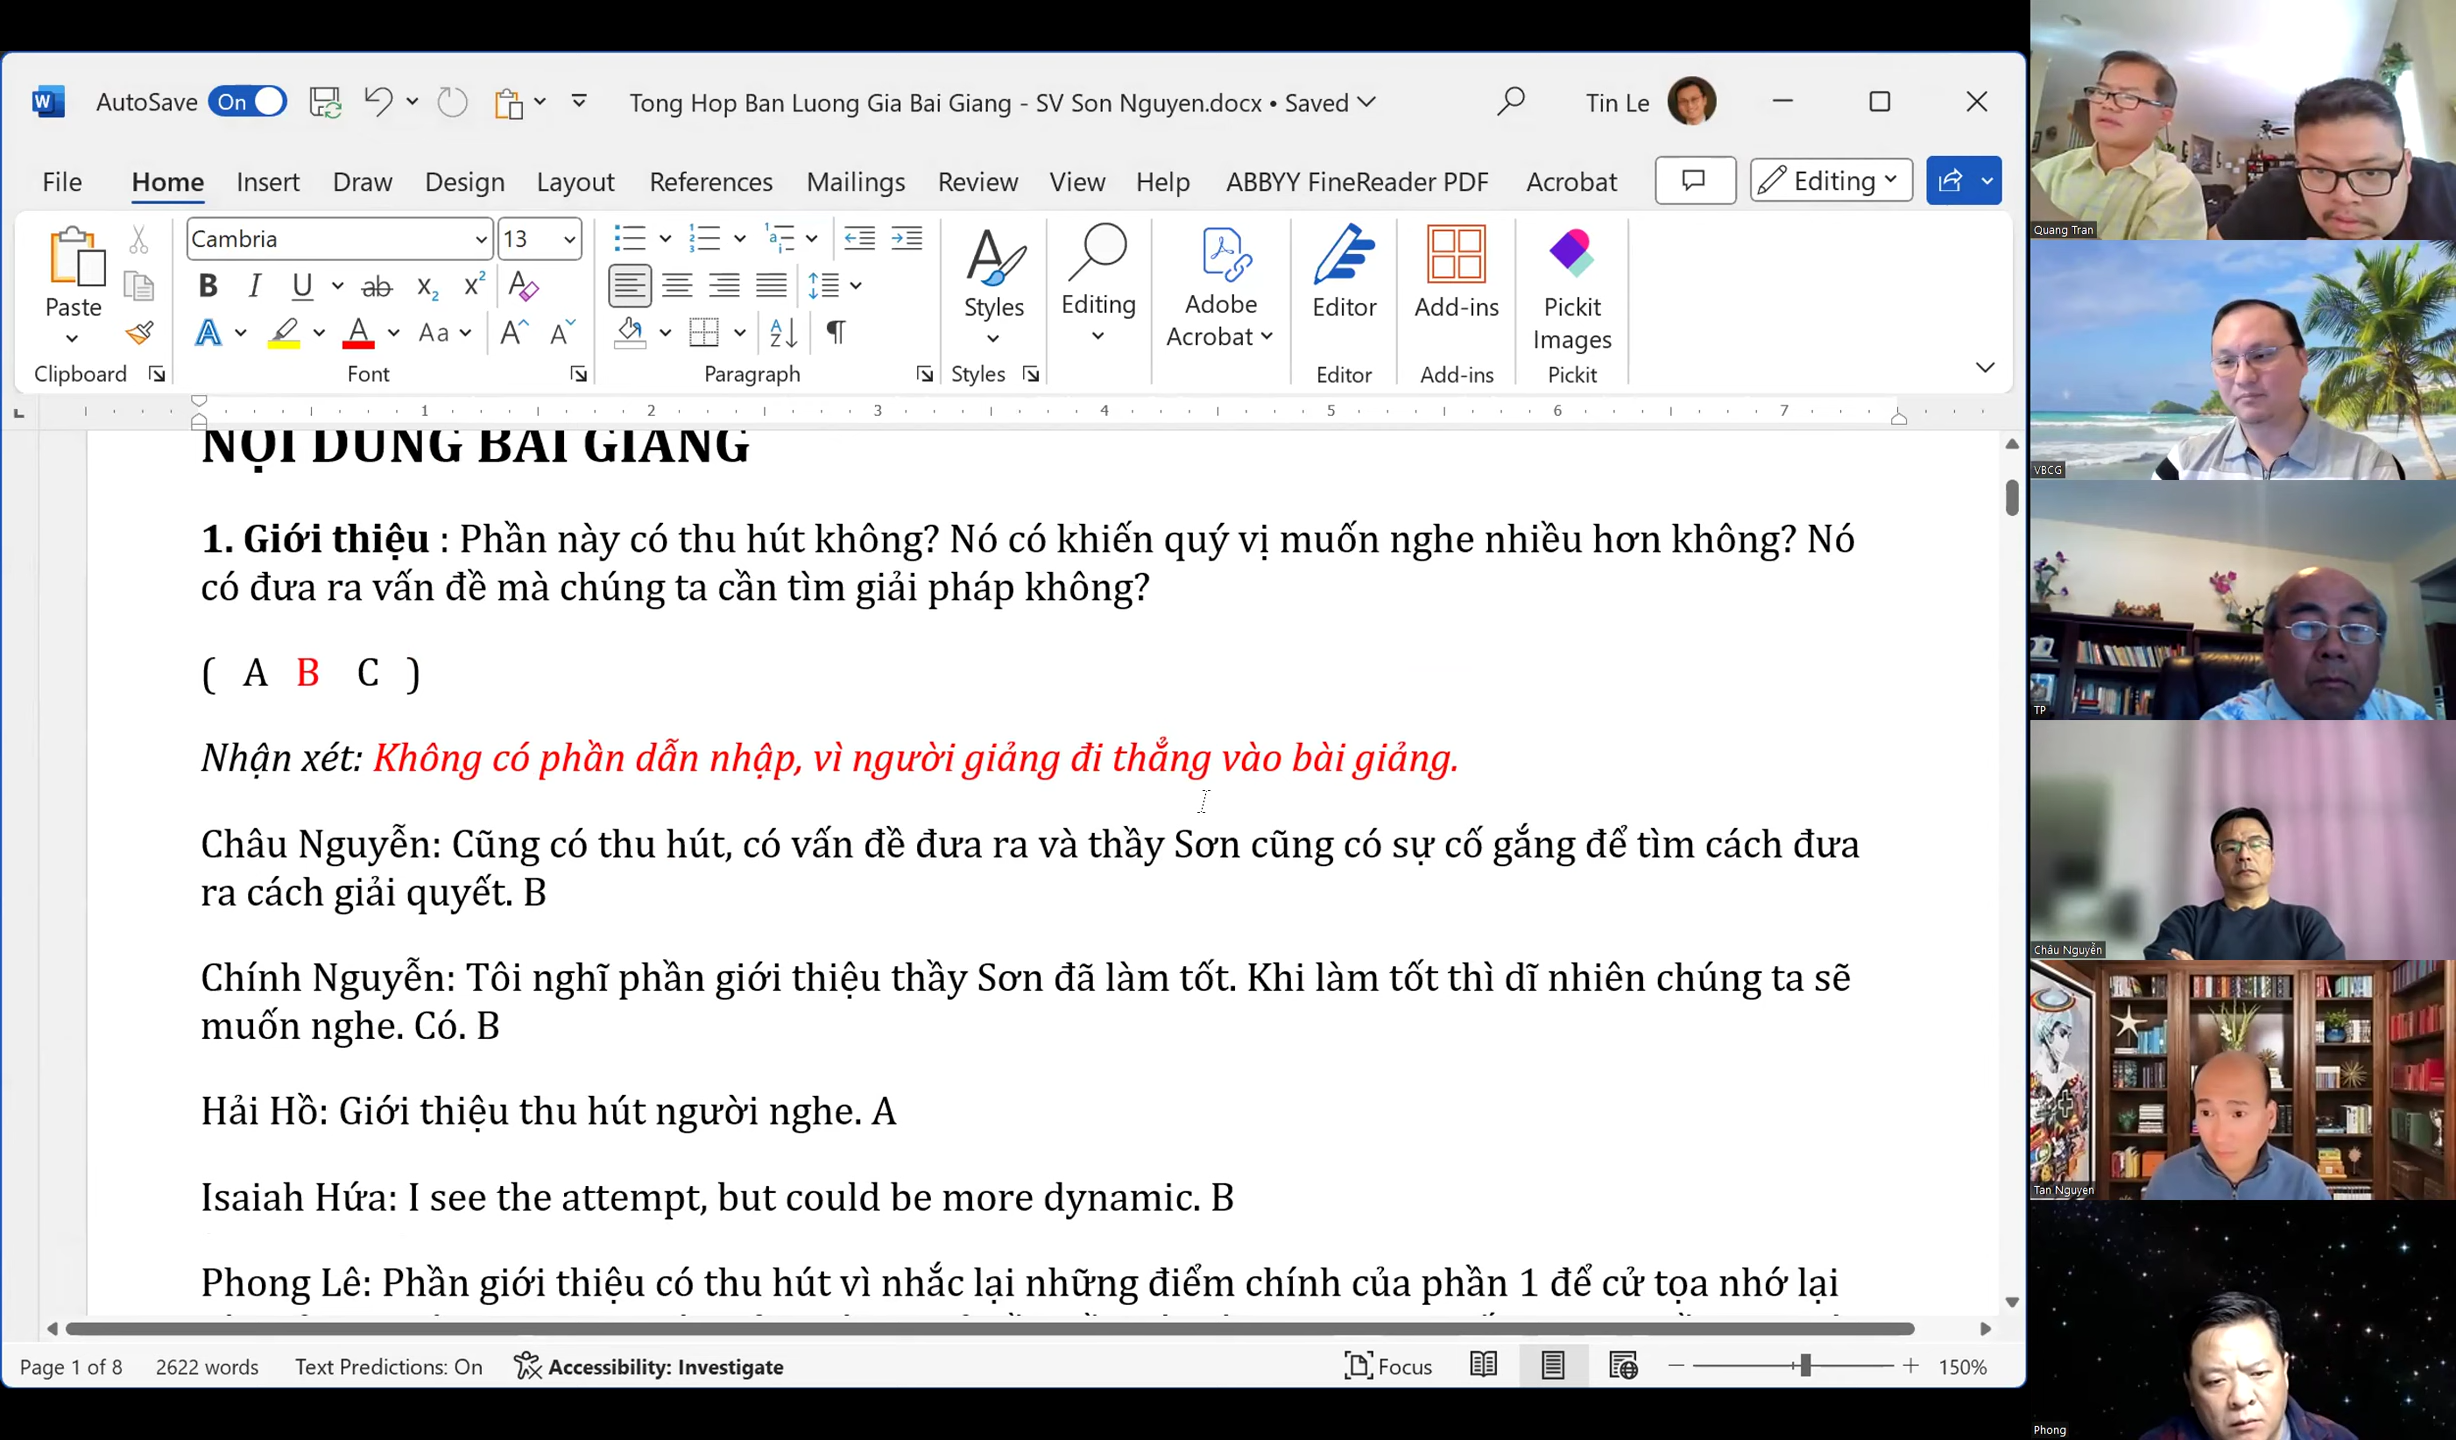 AutoSave On Tong Hop Ban Luong Gia Bai Giang - SV Son Nguyen.docx • Saved Tin Le
File Home Insert Draw Design Layout References Mailings Review View Help ABBYY FineReader PDF Acrobat Editing
Cambria 13
Paste
Styles Editing Adobe Acrobat Editor Add-ins Pickit Images
Clipboard Font Paragraph Styles Editor Add-ins Pickit
1 2 3 4 5 6 7
NỘI DUNG BÀI GIẢNG
1. Giới thiệu : Phần này có thu hút không? Nó có khiến quý vị muốn nghe nhiều hơn không? Nó
có đưa ra vấn đề mà chúng ta cần tìm giải pháp không?
( A B C )
Nhận xét: Không có phần dẫn nhập, vì người giảng đi thẳng vào bài giảng.
Châu Nguyễn: Cũng có thu hút, có vấn đề đưa ra và thầy Sơn cũng có sự cố gắng để tìm cách đưa
ra cách giải quyết. B
Chính Nguyễn: Tôi nghĩ phần giới thiệu thầy Sơn đã làm tốt. Khi làm tốt thì dĩ nhiên chúng ta sẽ
muốn nghe. Có. B
Hải Hồ: Giới thiệu thu hút người nghe. A
Isaiah Hứa: I see the attempt, but could be more dynamic. B
Phong Lê: Phần giới thiệu có thu hút vì nhắc lại những điểm chính của phần 1 để cử tọa nhớ lại
Page 1 of 8 2622 words Text Predictions: On Accessibility: Investigate Focus 150%
Quang Tran
VBCG
TP
Châu Nguyễn
Tan Nguyen
Phong